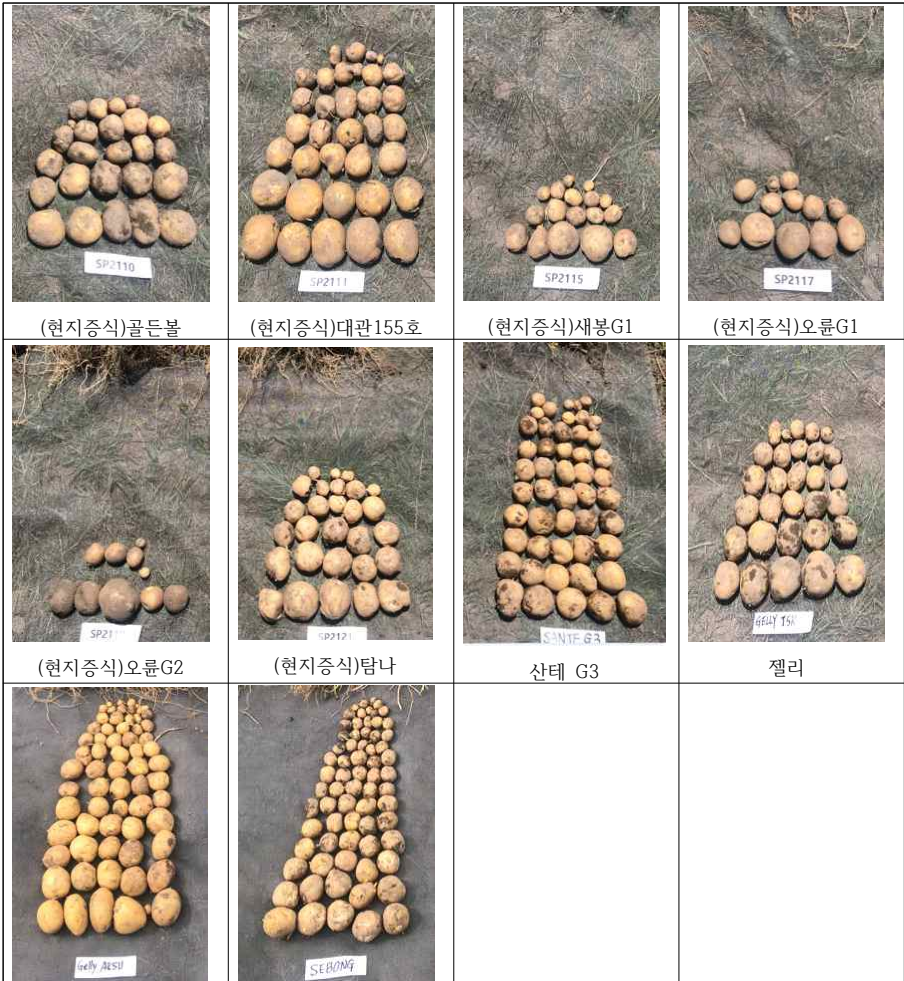 SP2110
SP2111
SP2115
SP2117
(현지증식)골든볼
(현지증식)대관155호
(현지증식)새봉G1
(현지증식)오륜G1
SP2121
SANTE G3
GELLY
(현지증식)오륜G2
(현지증식)탐나
산테 G3
젤리
Gelly
SEBONG